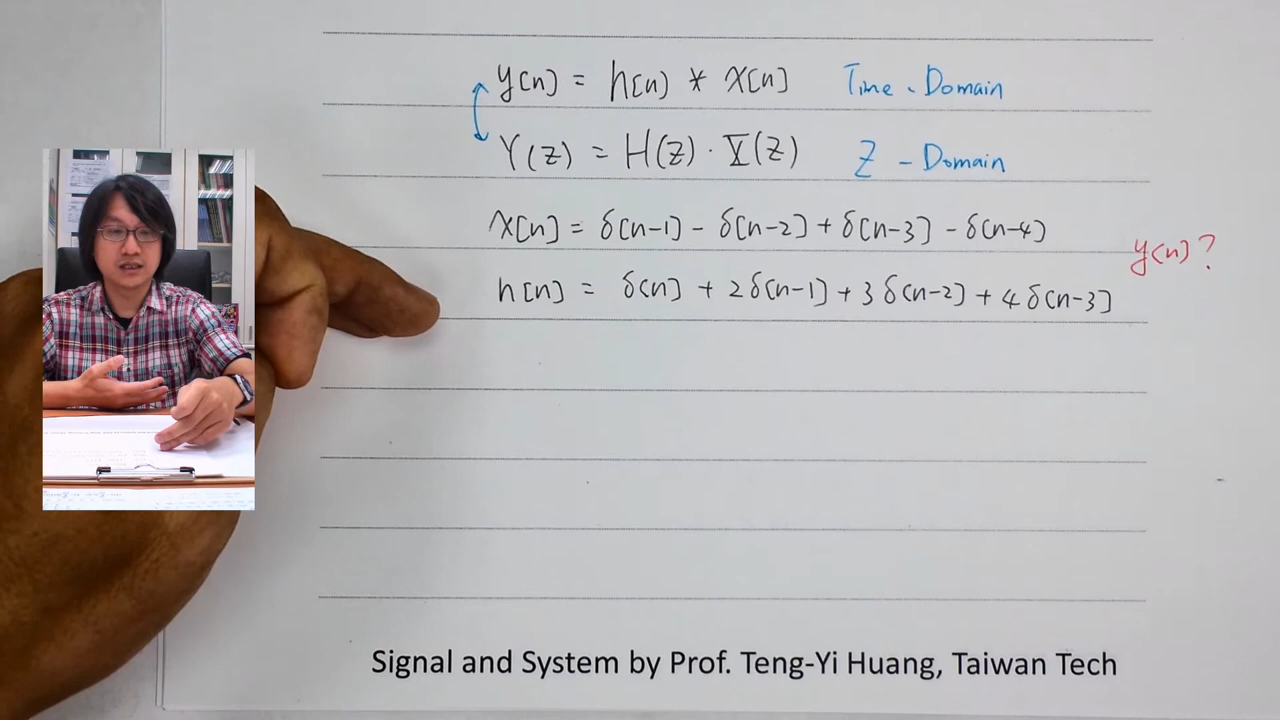 y[n] = h[n] * x[n] Time-Domain
Y(z) = H(z) · X(z) Z-Domain
x[n] = δ[n-1] - δ[n-2] + δ[n-3] - δ[n-4]
y[n]?
h[n] = δ[n] + 2δ[n-1] + 3δ[n-2] + 4δ[n-3]
Signal and System by Prof. Teng-Yi Huang, Taiwan Tech